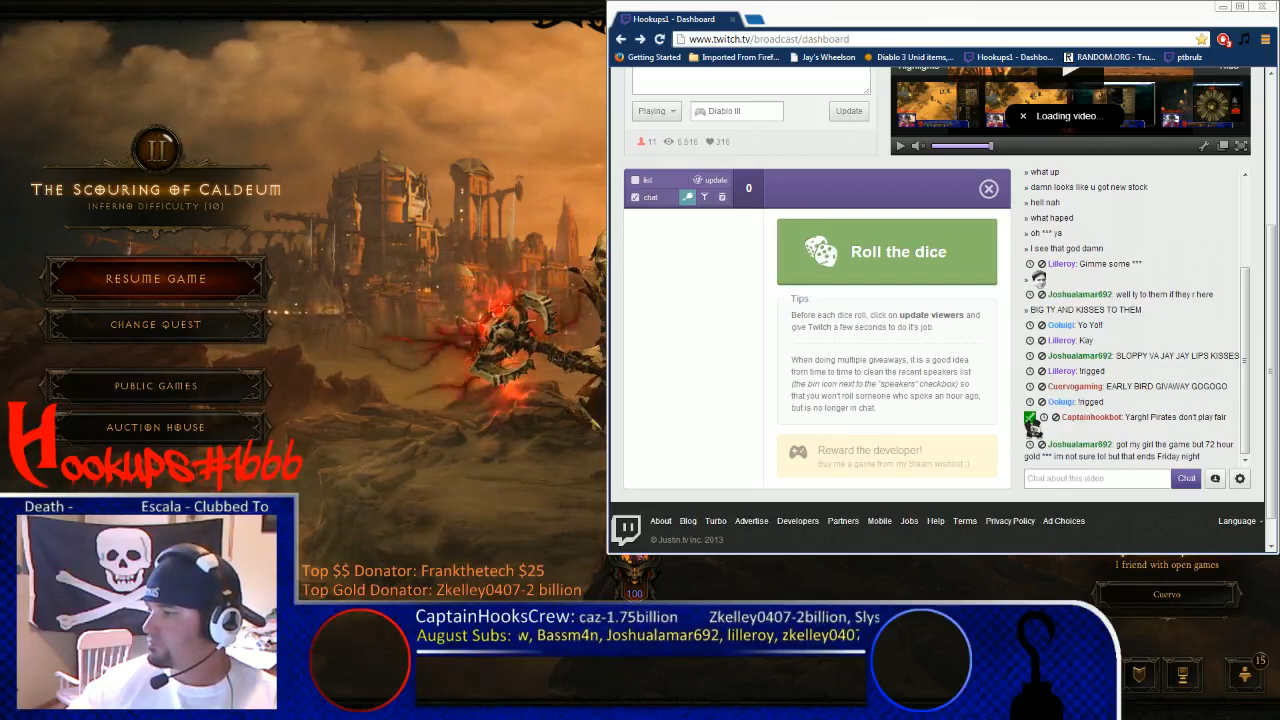 Hookups1 - Dashboard
www.twitch.tv/broadcast/dashboard
Getting Started
Imported From Firef...
Jay's Wheelson
Diablo 3 Unid items,...
Hookups1 - Dashbo...
RANDOM.ORG - Tru...
ptbrulz
Playing
Diablo III
Update
11 6,516 316
Loading video...
list
update
chat
0
Roll the dice
Tips:
Before each dice roll, click on update viewers and
give Twitch a few seconds to do it's job.
When doing multiple giveaways, it is a good idea
from time to time to clear the recent speakers list
(the bin icon next to the "speakers" checkbox) so
that you won't roll someone who spoke an hour ago,
but is no longer in chat.
Reward the developer!
Buy me a game from my Steam wishlist :)
» what up
» damn looks like u got new stock
» hell nah
» what haped
» oh *** ya
» I see that god damn
Lilleroy: Gimme some ***
»
Joshualamar692: well ty to them if they r here
» BIG TY AND KISSES TO THEM
Ooluigi: Yo Yo!!
Lilleroy: Kay
Joshualamar692: SLOPPY VA JAY JAY LIPS KISSES
Lilleroy: !rigged
Cuervogaming: EARLY BIRD GIVAWAY GOGOGO
Ooluigi: !rigged
Captainhookbot: Yargh! Pirates don't play fair
Joshualamar692: got my girl the game but 72 hour
gold *** im not sure lol but that ends Friday night
Chat about this video
Chat
About Blog Turbo Advertise Developers Partners Mobile Jobs Help Terms Privacy Policy Ad Choices
Language
© Justin.tv Inc. 2013
II
The Scouring of Caldeum
Inferno Difficulty (10)
Resume Game
Change Quest
Public Games
Auction House
Hookups#1666
Death - Escala - Clubbed To
Top $$ Donator: Frankthetech $25
Top Gold Donator: Zkelley0407-2 billion
100
1 friend with open games
Cuervo
15
CaptainHooksCrew: caz-1.75billion Zkelley0407-2billion, Slys
August Subs: w, Bassm4n, Joshualamar692, lilleroy, zkelley0407